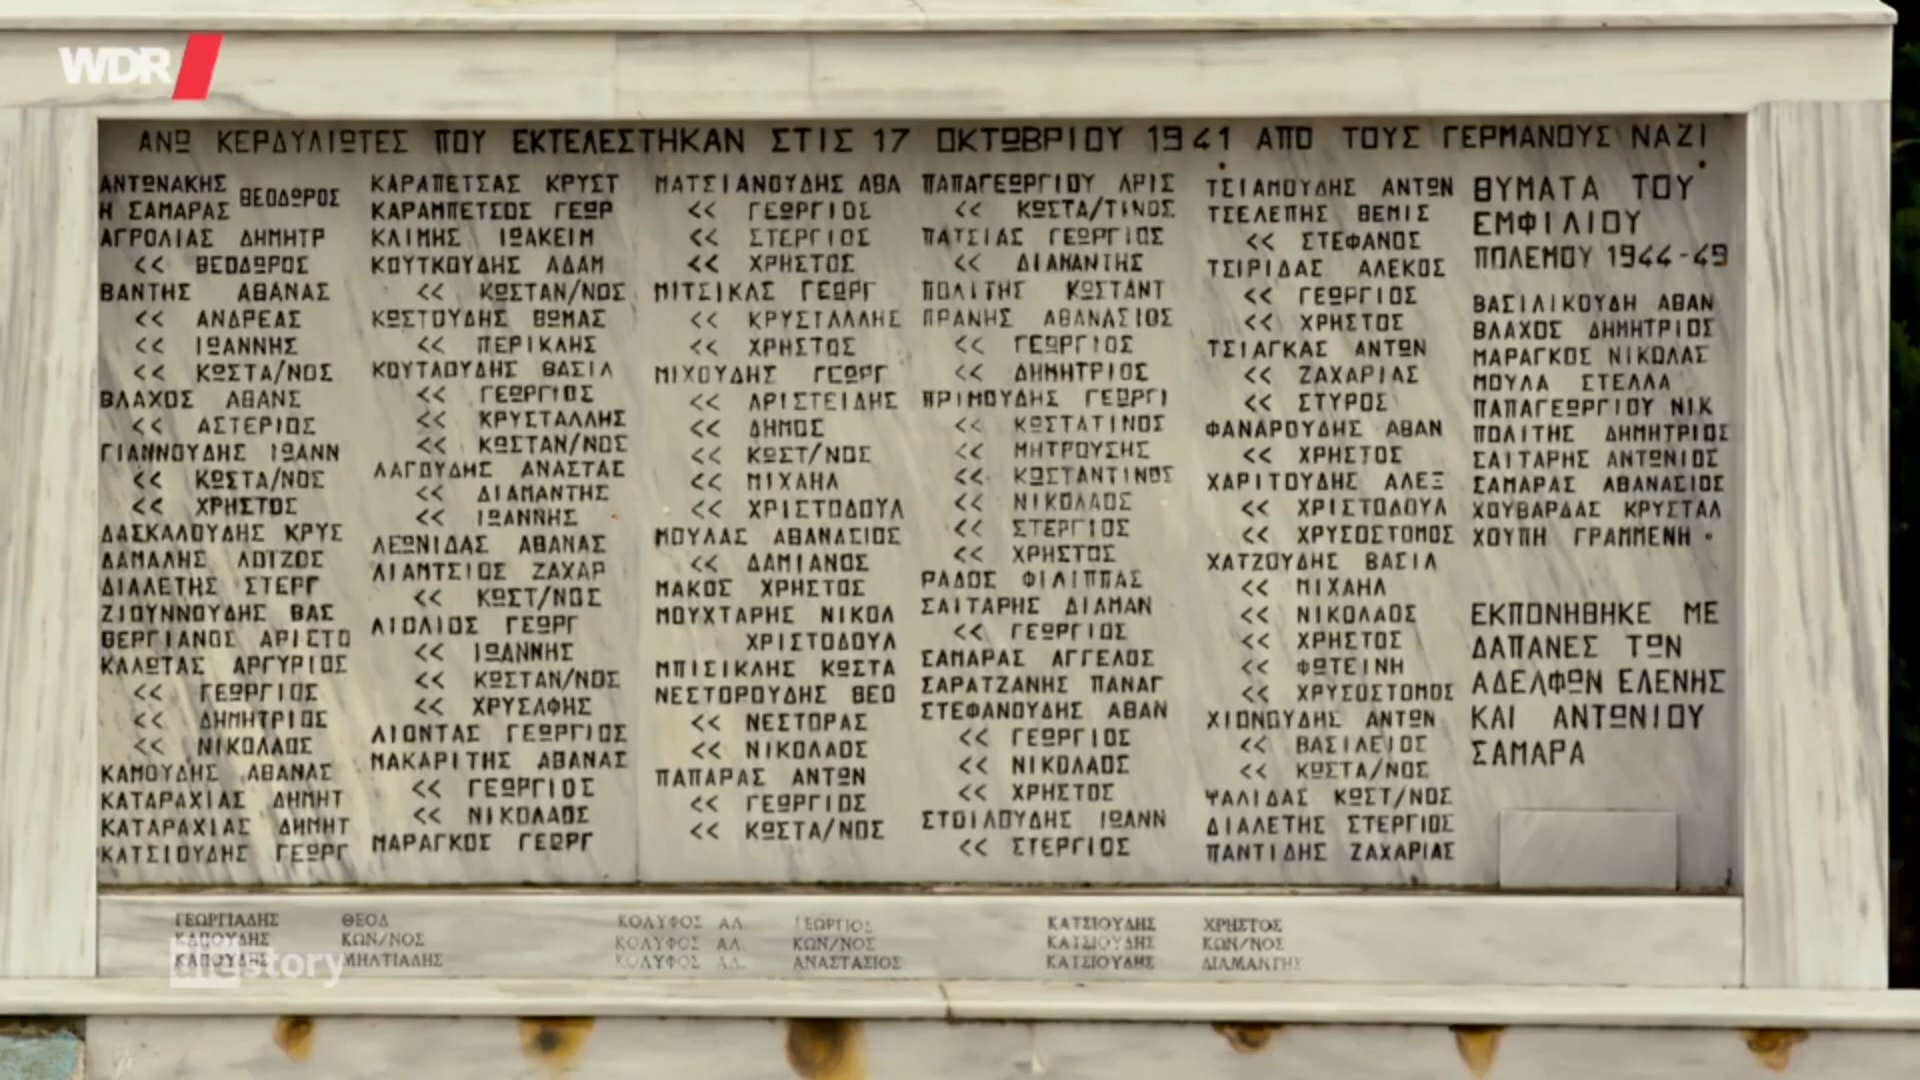 WDR
ΑΝΩ ΚΕΡΔΥΛΙΩΤΕΣ ΠΟΥ ΕΚΤΕΛΕΣΤΗΚΑΝ ΣΤΙΣ 17 ΟΚΤΩΒΡΙΟΥ 1941 ΑΠΟ ΤΟΥΣ ΓΕΡΜΑΝΟΥΣ ΝΑΖΙ
ΑΝΤΩΝΑΚΗΣ
Η ΣΑΜΑΡΑΣ ΘΕΟΔΩΡΟΣ
ΑΓΡΟΛΙΑΣ ΔΗΜΗΤΡ
<< ΘΕΟΔΩΡΟΣ
ΒΑΝΤΗΣ ΑΘΑΝΑΣ
<< ΑΝΔΡΕΑΣ
<< ΙΩΑΝΝΗΣ
<< ΚΩΣΤΑ/ΝΟΣ
ΒΛΑΧΟΣ ΑΘΑΝΣ
<< ΑΣΤΕΡΙΟΣ
ΓΙΑΝΝΟΥΔΗΣ ΙΩΑΝΝ
<< ΚΩΣΤΑ/ΝΟΣ
<< ΧΡΗΣΤΟΣ
ΔΑΣΚΑΛΟΥΔΗΣ ΚΡΥΣ
ΔΑΜΑΛΗΣ ΛΟΤΖΟΣ
ΔΙΑΛΕΤΗΣ ΣΤΕΡΓ
ΖΙΟΥΝΝΟΥΔΗΣ ΒΑΣ
ΘΕΡΓΙΑΝΟΣ ΑΡΙΣΤΟ
ΚΑΛΩΤΑΣ ΑΡΓΥΡΙΟΣ
<< ΓΕΩΡΓΙΟΣ
<< ΔΗΜΗΤΡΙΟΣ
<< ΝΙΚΟΛΑΟΣ
ΚΑΜΟΥΔΗΣ ΑΘΑΝΑΣ
ΚΑΤΑΡΑΧΙΑΣ ΔΗΜΗΤ
ΚΑΤΑΡΑΧΙΑΣ ΔΗΜΗΤ
ΚΑΤΣΙΟΥΔΗΣ ΓΕΩΡΓ
ΚΑΡΑΠΕΤΣΑΣ ΚΡΥΣΤ
ΚΑΡΑΜΠΕΤΣΟΣ ΓΕΩΡ
ΚΛΙΜΗΣ ΙΩΑΚΕΙΜ
ΚΟΥΤΚΟΥΔΗΣ ΑΔΑΜ
<< ΚΩΣΤΑΝ/ΝΟΣ
ΚΩΣΤΟΥΔΗΣ ΘΩΜΑΣ
<< ΠΕΡΙΚΛΗΣ
ΚΟΥΤΛΟΥΔΗΣ ΒΑΣΙΛ
<< ΓΕΩΡΓΙΟΣ
<< ΚΡΥΣΤΑΛΛΗΣ
<< ΚΩΣΤΑΝ/ΝΟΣ
ΛΑΓΟΥΔΗΣ ΑΝΑΣΤΑΣ
<< ΔΙΑΜΑΝΤΗΣ
<< ΙΩΑΝΝΗΣ
ΛΕΩΝΙΔΑΣ ΑΘΑΝΑΣ
ΛΙΑΜΤΣΙΟΣ ΖΑΧΑΡ
<< ΚΩΣΤ/ΝΟΣ
ΛΙΟΛΙΟΣ ΓΕΩΡΓ
<< ΙΩΑΝΝΗΣ
<< ΚΩΣΤΑΝ/ΝΟΣ
<< ΧΡΥΣΑΦΗΣ
ΛΙΟΝΤΑΣ ΓΕΩΡΓΙΟΣ
ΜΑΚΑΡΙΤΗΣ ΑΘΑΝΑΣ
<< ΓΕΩΡΓΙΟΣ
<< ΝΙΚΟΛΑΟΣ
ΜΑΡΑΓΚΟΣ ΓΕΩΡΓ
ΜΑΤΣΙΑΝΟΥΔΗΣ ΑΘΑ
<< ΓΕΩΡΓΙΟΣ
<< ΣΤΕΡΓΙΟΣ
<< ΧΡΗΣΤΟΣ
ΜΙΤΣΙΚΑΣ ΓΕΩΡΓ
<< ΚΡΥΣΤΑΛΛΗΣ
<< ΧΡΗΣΤΟΣ
ΜΙΧΟΥΔΗΣ ΓΕΩΡΓ
<< ΑΡΙΣΤΕΙΔΗΣ
<< ΔΗΜΟΣ
<< ΚΩΣΤ/ΝΟΣ
<< ΜΙΧΑΗΛ
<< ΧΡΙΣΤΟΔΟΥΛ
ΜΟΥΛΑΣ ΑΘΑΝΑΣΙΟΣ
<< ΔΑΜΙΑΝΟΣ
ΜΑΚΟΣ ΧΡΗΣΤΟΣ
ΜΟΥΧΤΑΡΗΣ ΝΙΚΟΛ
ΧΡΙΣΤΟΔΟΥΛ
ΜΠΙΣΙΚΛΗΣ ΚΩΣΤΑ
ΝΕΣΤΟΡΟΥΔΗΣ ΘΕΟ
<< ΝΕΣΤΟΡΑΣ
<< ΝΙΚΟΛΑΟΣ
ΠΑΠΑΡΑΣ ΑΝΤΩΝ
<< ΓΕΩΡΓΙΟΣ
<< ΚΩΣΤΑ/ΝΟΣ
ΠΑΠΑΓΕΩΡΓΙΟΥ ΑΡΙΣ
<< ΚΩΣΤΑ/ΤΙΝΟΣ
ΠΑΤΣΙΑΣ ΓΕΩΡΓΙΟΣ
<< ΔΙΑΜΑΝΤΗΣ
ΠΟΛΙΤΗΣ ΚΩΣΤΑΝΤ
ΠΡΑΝΗΣ ΑΘΑΝΑΣΙΟΣ
<< ΓΕΩΡΓΙΟΣ
<< ΔΗΜΗΤΡΙΟΣ
ΠΡΙΜΟΥΔΗΣ ΓΕΩΡΓΙ
<< ΚΩΣΤΑΤΙΝΟΣ
<< ΜΗΤΡΟΥΣΗΣ
<< ΚΩΣΤΑΝΤΙΝΟΣ
<< ΝΙΚΟΛΑΟΣ
<< ΣΤΕΡΓΙΟΣ
<< ΧΡΗΣΤΟΣ
ΡΑΔΟΣ ΦΙΛΙΠΠΑΣ
ΣΑΙΤΑΡΗΣ ΔΙΑΜΑΝ
<< ΓΕΩΡΓΙΟΣ
ΣΑΜΑΡΑΣ ΑΓΓΕΛΟΣ
ΣΑΡΑΤΖΑΝΗΣ ΠΑΝΑΓ
ΣΤΕΦΑΝΟΥΔΗΣ ΑΘΑΝ
<< ΓΕΩΡΓΙΟΣ
<< ΝΙΚΟΛΑΟΣ
<< ΧΡΗΣΤΟΣ
ΣΤΟΙΛΟΥΔΗΣ ΙΩΑΝΝ
<< ΣΤΕΡΓΙΟΣ
ΤΣΙΑΜΟΥΔΗΣ ΑΝΤΩΝ
ΤΣΕΛΕΠΗΣ ΘΕΜΙΣ
<< ΣΤΕΦΑΝΟΣ
ΤΣΙΡΙΔΑΣ ΑΛΕΚΟΣ
<< ΓΕΩΡΓΙΟΣ
<< ΧΡΗΣΤΟΣ
ΤΣΙΑΓΚΑΣ ΑΝΤΩΝ
<< ΖΑΧΑΡΙΑΣ
<< ΣΤΥΡΟΣ
ΦΑΝΑΡΟΥΔΗΣ ΑΘΑΝ
<< ΧΡΗΣΤΟΣ
ΧΑΡΙΤΟΥΔΗΣ ΑΛΕΞ
<< ΧΡΙΣΤΟΔΟΥΛ
<< ΧΡΥΣΟΣΤΟΜΟΣ
ΧΑΤΖΟΥΔΗΣ ΒΑΣΙΛ
<< ΜΙΧΑΗΛ
<< ΝΙΚΟΛΑΟΣ
<< ΧΡΗΣΤΟΣ
<< ΦΩΤΕΙΝΗ
<< ΧΡΥΣΟΣΤΟΜΟΣ
ΧΙΟΝΟΥΔΗΣ ΑΝΤΩΝ
<< ΒΑΣΙΛΕΙΟΣ
<< ΚΩΣΤΑ/ΝΟΣ
ΨΑΛΙΔΑΣ ΚΩΣΤ/ΝΟΣ
ΔΙΑΛΕΤΗΣ ΣΤΕΡΓΙΟΣ
ΠΑΝΤΙΔΗΣ ΖΑΧΑΡΙΑΣ
ΘΥΜΑΤΑ ΤΟΥ
ΕΜΦΙΛΙΟΥ
ΠΟΛΕΜΟΥ 1944-49
ΒΑΣΙΛΙΚΟΥΔΗ ΑΘΑΝ
ΒΛΑΧΟΣ ΔΗΜΗΤΡΙΟΣ
ΜΑΡΑΓΚΟΣ ΝΙΚΟΛΑΣ
ΜΟΥΛΑ ΣΤΕΛΛΑ
ΠΑΠΑΓΕΩΡΓΙΟΥ ΝΙΚ
ΠΟΛΙΤΗΣ ΔΗΜΗΤΡΙΟΣ
ΣΑΙΤΑΡΗΣ ΑΝΤΩΝΙΟΣ
ΣΑΜΑΡΑΣ ΑΘΑΝΑΣΙΟΣ
ΧΟΥΒΑΡΔΑΣ ΚΡΥΣΤΑΛ
ΧΟΥΠΗ ΓΡΑΜΜΕΝΗ •
ΕΚΠΟΝΗΘΗΚΕ ΜΕ
ΔΑΠΑΝΕΣ ΤΩΝ
ΑΔΕΛΦΩΝ ΕΛΕΝΗΣ
ΚΑΙ ΑΝΤΩΝΙΟΥ
ΣΑΜΑΡΑ
ΓΕΩΡΓΙΑΔΗΣ ΘΕΟΔ
ΚΑΠΟΥΔΗΣ ΚΩΝ/ΝΟΣ
ΚΑΠΟΥΔΗΣ ΜΗΛΤΙΑΔΗΣ
ΚΟΛΥΦΟΣ ΑΛ. ΓΕΩΡΓΙΟΣ
ΚΟΛΥΦΟΣ ΑΛ. ΚΩΝ/ΝΟΣ
ΚΟΛΥΦΟΣ ΑΛ. ΑΝΑΣΤΑΣΙΟΣ
ΚΑΤΣΙΟΥΔΗΣ ΧΡΗΣΤΟΣ
ΚΑΤΣΙΟΥΔΗΣ ΚΩΝ/ΝΟΣ
ΚΑΤΣΙΟΥΔΗΣ ΔΙΑΜΑΝΤΗΣ
die story